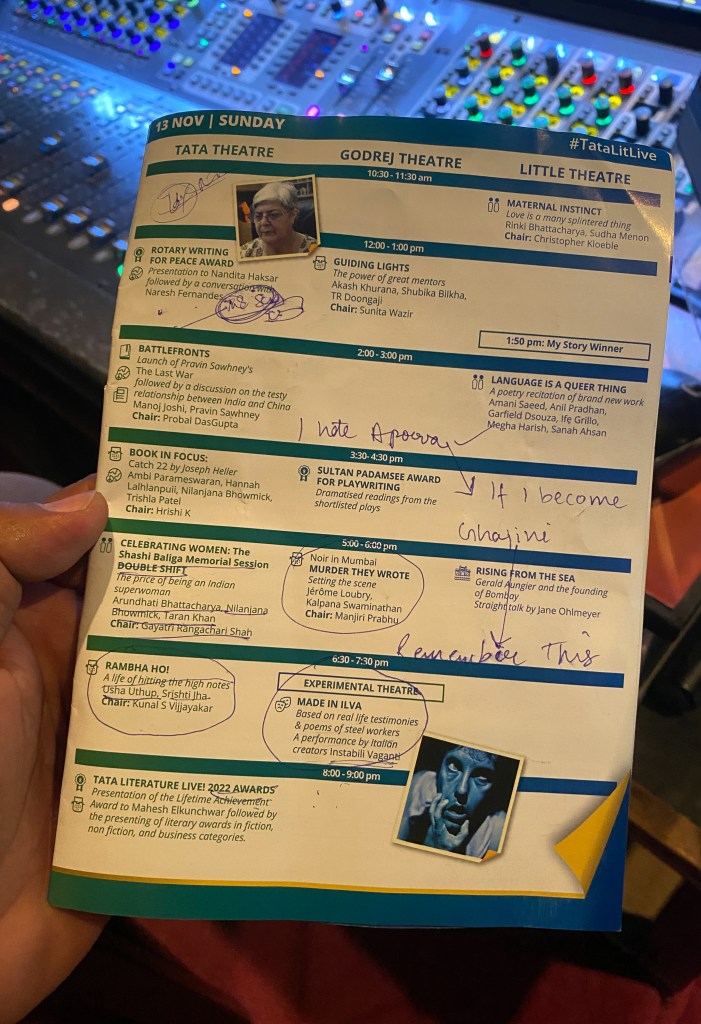 13 NOV | SUNDAY
#TataLitLive
TATA THEATRE
GODREJ THEATRE
LITTLE THEATRE
10:30 - 11:30 am
MATERNAL INSTINCT
Love is a many splintered thing
Rinki Bhattacharya, Sudha Menon
Chair: Christopher Kloeble
12:00 - 1:00 pm
ROTARY WRITING
FOR PEACE AWARD
Presentation to Nandita Haksar
followed by a conversation with
Naresh Fernandes
GUIDING LIGHTS
The power of great mentors
Akash Khurana, Shubika Bilkha,
TR Doongaji
Chair: Sunita Wazir
1:50 pm: My Story Winner
2:00 - 3:00 pm
BATTLEFRONTS
Launch of Pravin Sawhney's
The Last War
followed by a discussion on the testy
relationship between India and China
Manoj Joshi, Pravin Sawhney
Chair: Probal DasGupta
LANGUAGE IS A QUEER THING
A poetry recitation of brand new work
Amani Saeed, Anil Pradhan,
Garfield Dsouza, Ifẹ Grillo,
Megha Harish, Sanah Ahsan
I hate Apoorva
3:30- 4:30 pm
BOOK IN FOCUS:
Catch 22 by Joseph Heller
Ambi Parameswaran, Hannah
Lalhlanpuii, Nilanjana Bhowmick,
Trishla Patel
Chair: Hrishi K
SULTAN PADAMSEE AWARD
FOR PLAYWRITING
Dramatised readings from the
shortlisted plays
If I become
Ghajini
5:00 - 6:00 pm
CELEBRATING WOMEN: The
Shashi Baliga Memorial Session
DOUBLE SHIFT
The price of being an Indian
superwoman
Arundhati Bhattacharya, Nilanjana
Bhowmick, Taran Khan
Chair: Gayatri Rangachari Shah
Noir in Mumbai
MURDER THEY WROTE
Setting the scene
Jérôme Loubry,
Kalpana Swaminathan
Chair: Manjiri Prabhu
RISING FROM THE SEA
Gerald Aungier and the founding
of Bombay
Straight talk by Jane Ohlmeyer
Remember This
6:30 - 7:30 pm
RAMBHA HO!
A life of hitting the high notes
Usha Uthup, Srishti Jha
Chair: Kunal S Vijjayakar
EXPERIMENTAL THEATRE
MADE IN ILVA
Based on real life testimonies
& poems of steel workers
A performance by Italian
creators Instabili Vaganti
8:00 - 9:00 pm
TATA LITERATURE LIVE! 2022 AWARDS
Presentation of the Lifetime Achievement
Award to Mahesh Elkunchwar followed by
the presenting of literary awards in fiction,
non fiction, and business categories.